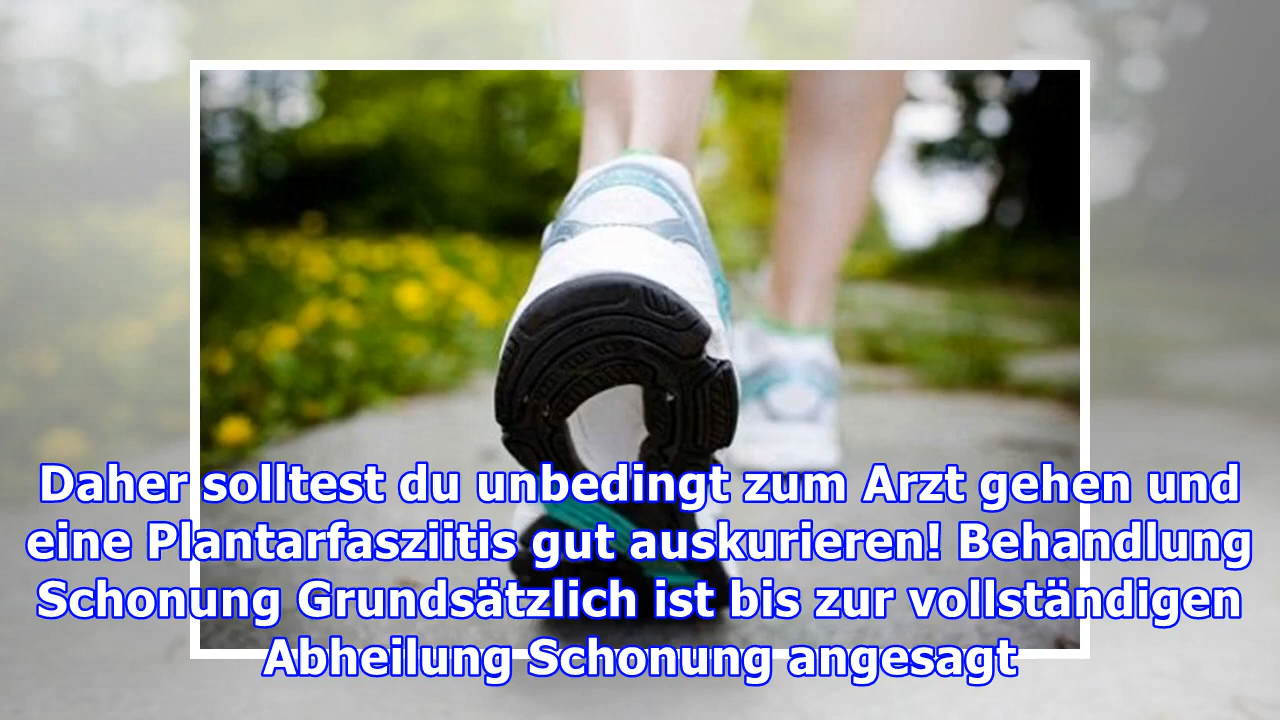 Daher solltest du unbedingt zum Arzt gehen und
eine Plantarfasziitis gut auskurieren! Behandlung
Schonung Grundsätzlich ist bis zur vollständigen
Abheilung Schonung angesagt